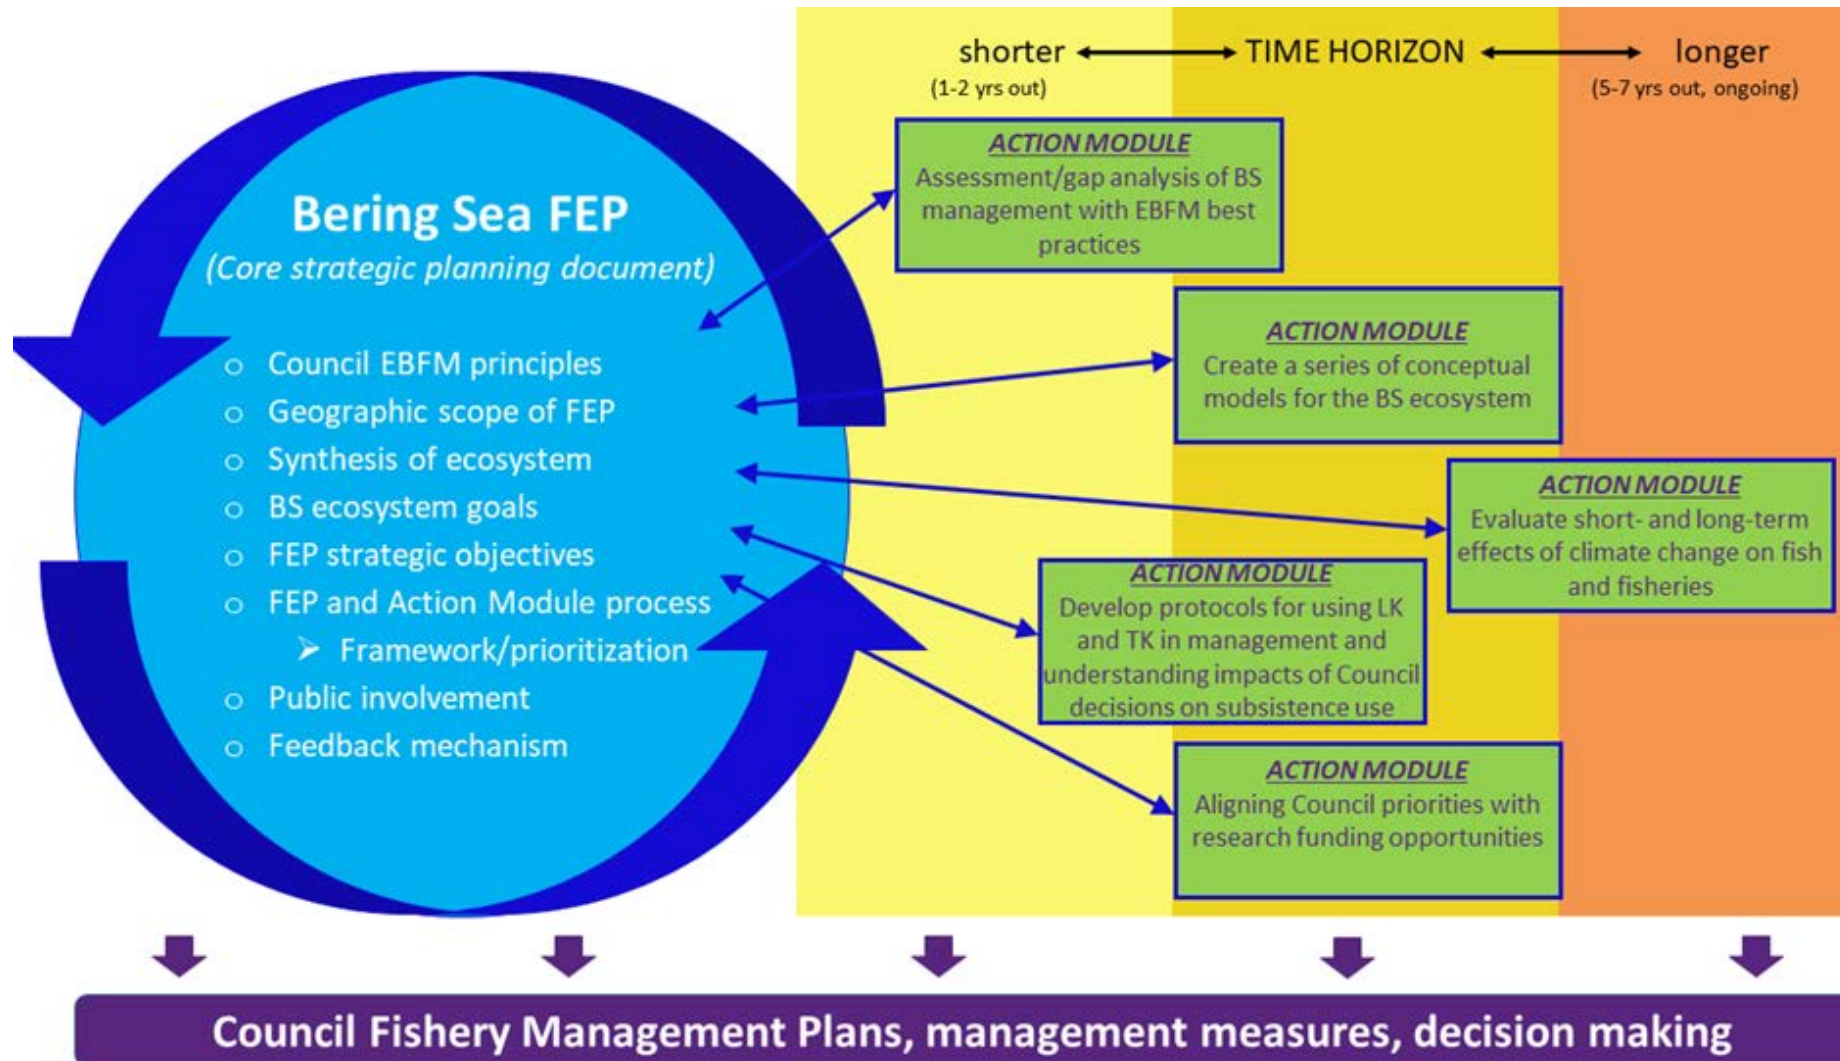 Bering Sea FEP
(Core strategic planning document)
o Council EBFM principles
o Geographic scope of FEP
o Synthesis of ecosystem
o BS ecosystem goals
o FEP strategic objectives
o FEP and Action Module process
➢ Framework/prioritization
o Public involvement
o Feedback mechanism
shorter
(1-2 yrs out)
TIME HORIZON
longer
(5-7 yrs out, ongoing)
ACTION MODULE
Assessment/gap analysis of BS
management with EBFM best
practices
ACTION MODULE
Create a series of conceptual
models for the BS ecosystem
ACTION MODULE
Evaluate short- and long-term
effects of climate change on fish
and fisheries
ACTION MODULE
Develop protocols for using LK
and TK in management and
understanding impacts of Council
decisions on subsistence use
ACTION MODULE
Aligning Council priorities with
research funding opportunities
Council Fishery Management Plans, management measures, decision making